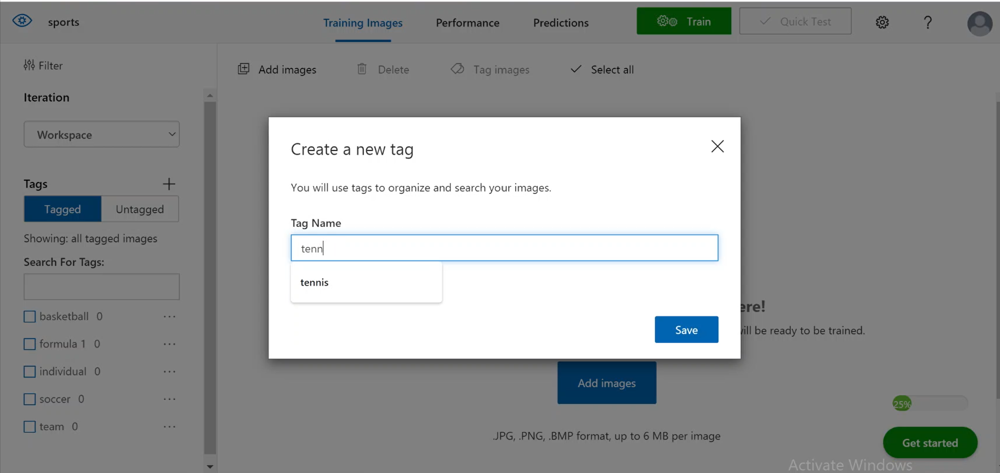 sports
Training Images
Performance
Predictions
Train
Quick Test
?
Filter
Add images
Delete
Tag images
Select all
Iteration
Workspace
Create a new tag
You will use tags to organize and search your images.
Tags
Tagged
Untagged
Tag Name
Showing: all tagged images
tenn
Search For Tags:
tennis
ere!
basketball 0
Save
will be ready to be trained.
formula 1 0
individual 0
Add images
soccer 0
25%
team 0
.JPG, .PNG, .BMP format, up to 6 MB per image
Get started
Activate Windows